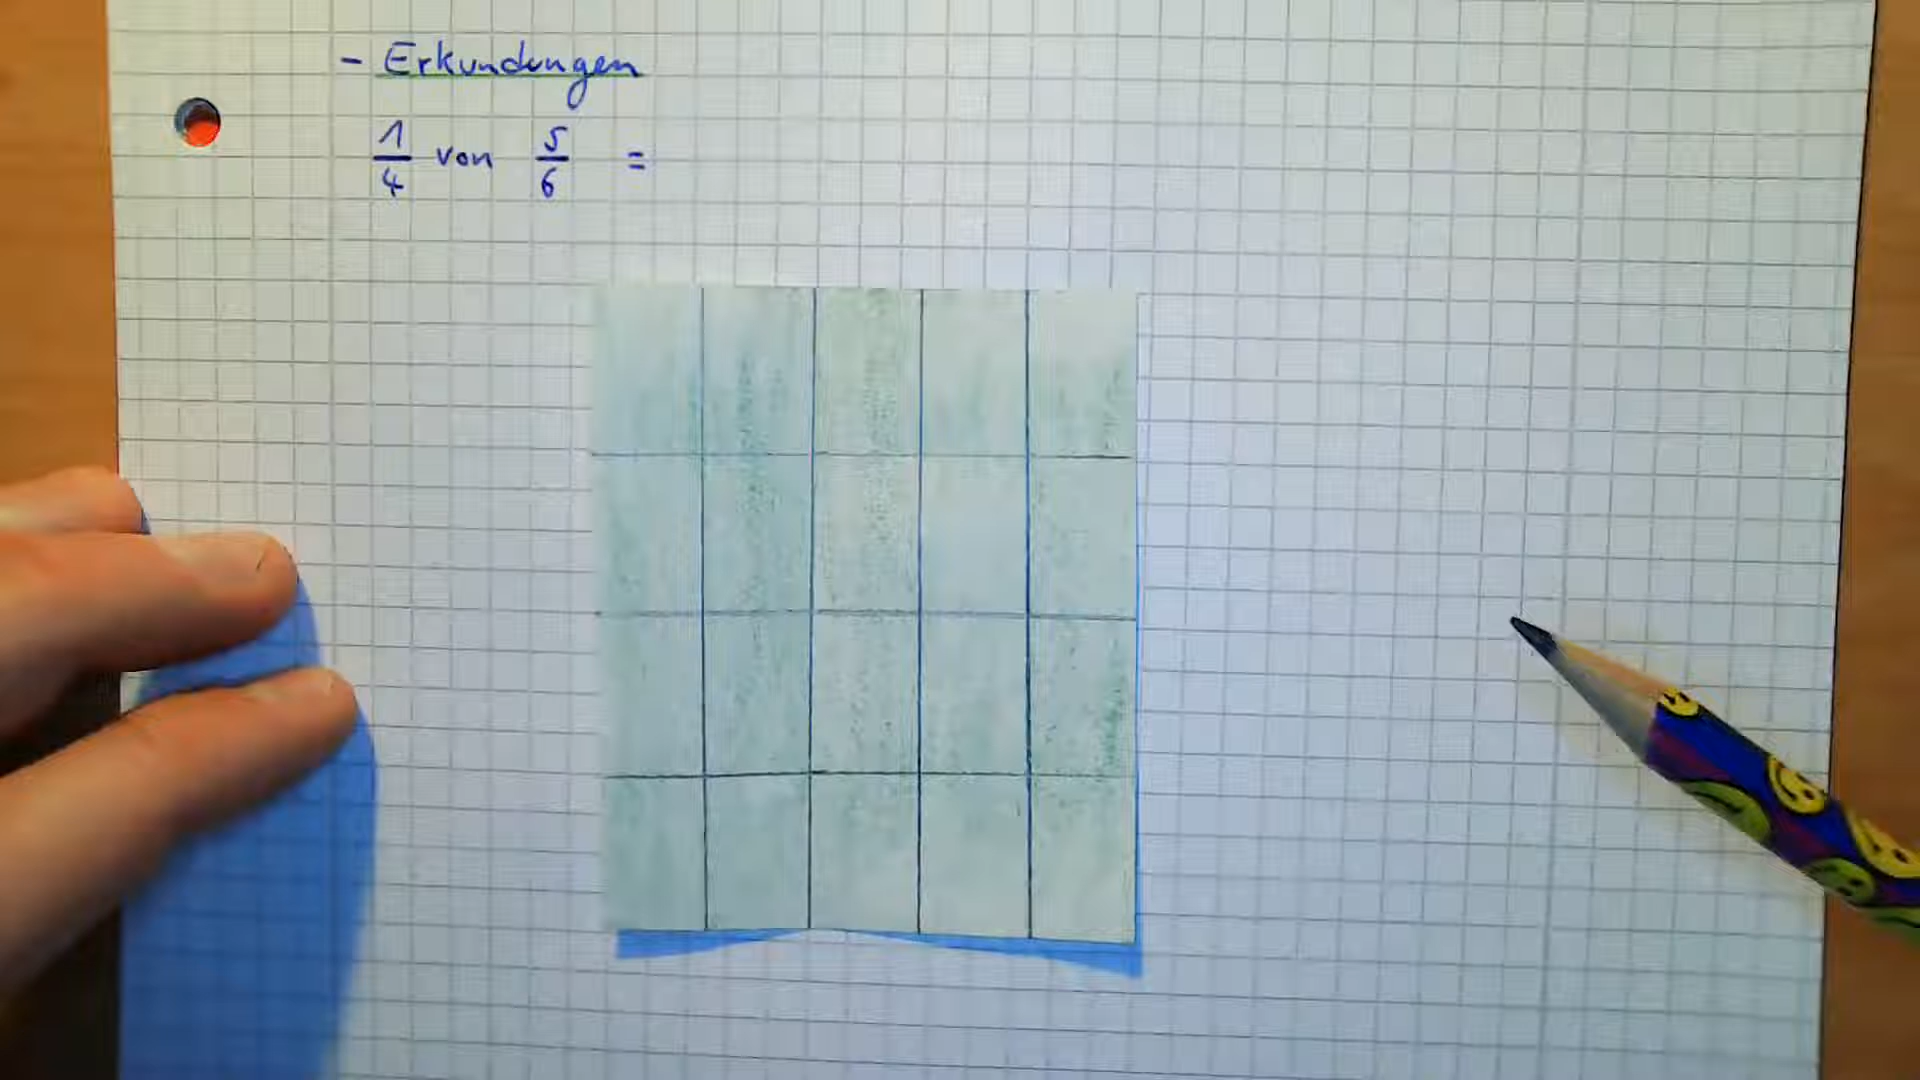 - Erkundungen
1/4 von 5/6 =